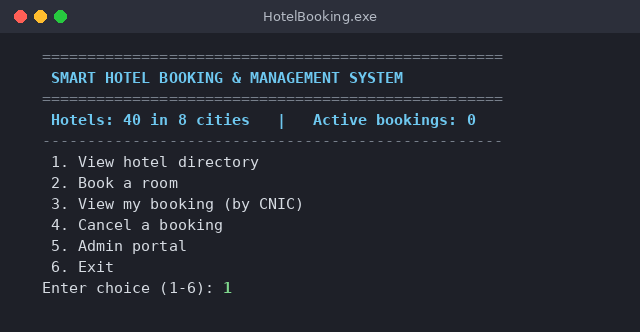 HotelBooking.exe
===================================================
SMART HOTEL BOOKING & MANAGEMENT SYSTEM
===================================================
Hotels: 40 in 8 cities   |   Active bookings: 0
---------------------------------------------------
1. View hotel directory
2. Book a room
3. View my booking (by CNIC)
4. Cancel a booking
5. Admin portal
6. Exit
Enter choice (1-6): 1